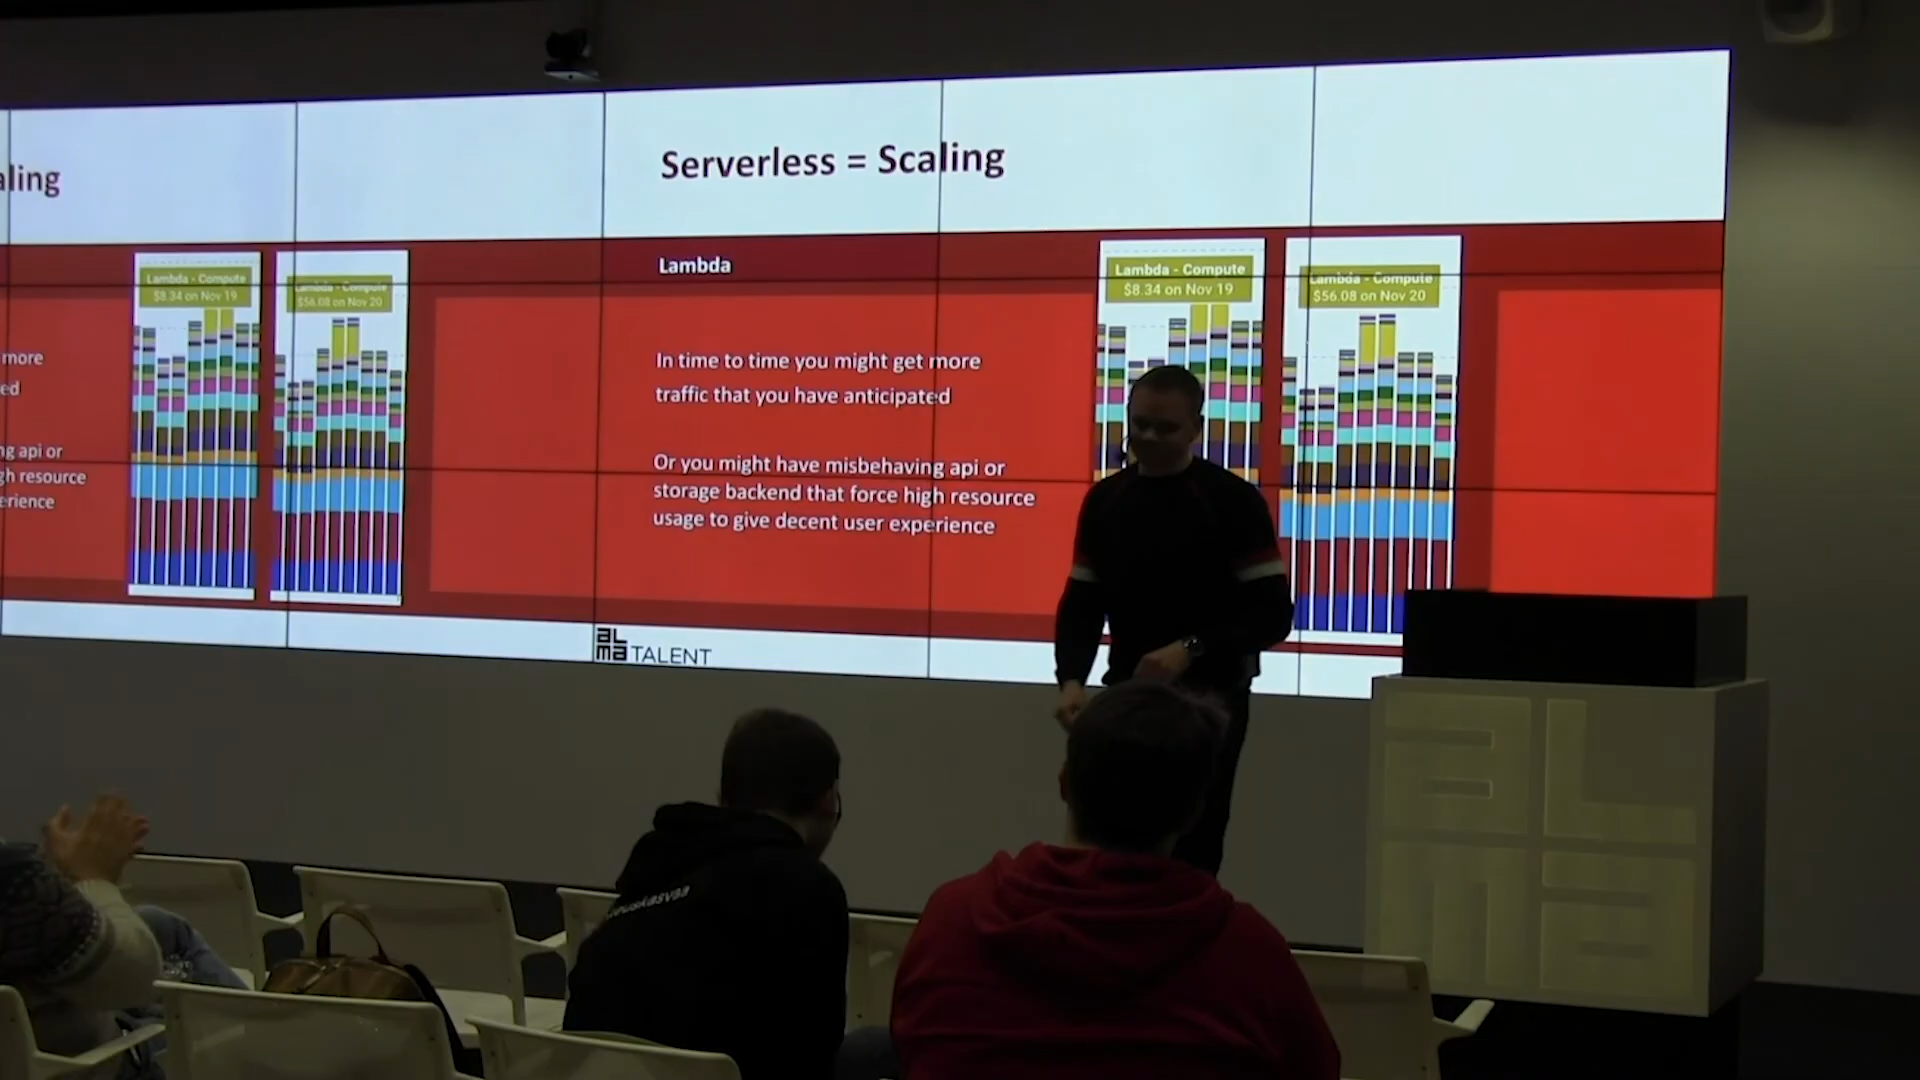 aling
more
ed
ng api or
gh resource
erience
Lambda - Compute
$8.34 on Nov 19
Lambda - Compute
$56.08 on Nov 20
Serverless = Scaling
Lambda
In time to time you might get more
traffic that you have anticipated
Or you might have misbehaving api or
storage backend that force high resource
usage to give decent user experience
Lambda - Compute
$8.34 on Nov 19
Lambda - Compute
$56.08 on Nov 20
aL
ma TALENT
aL
ma